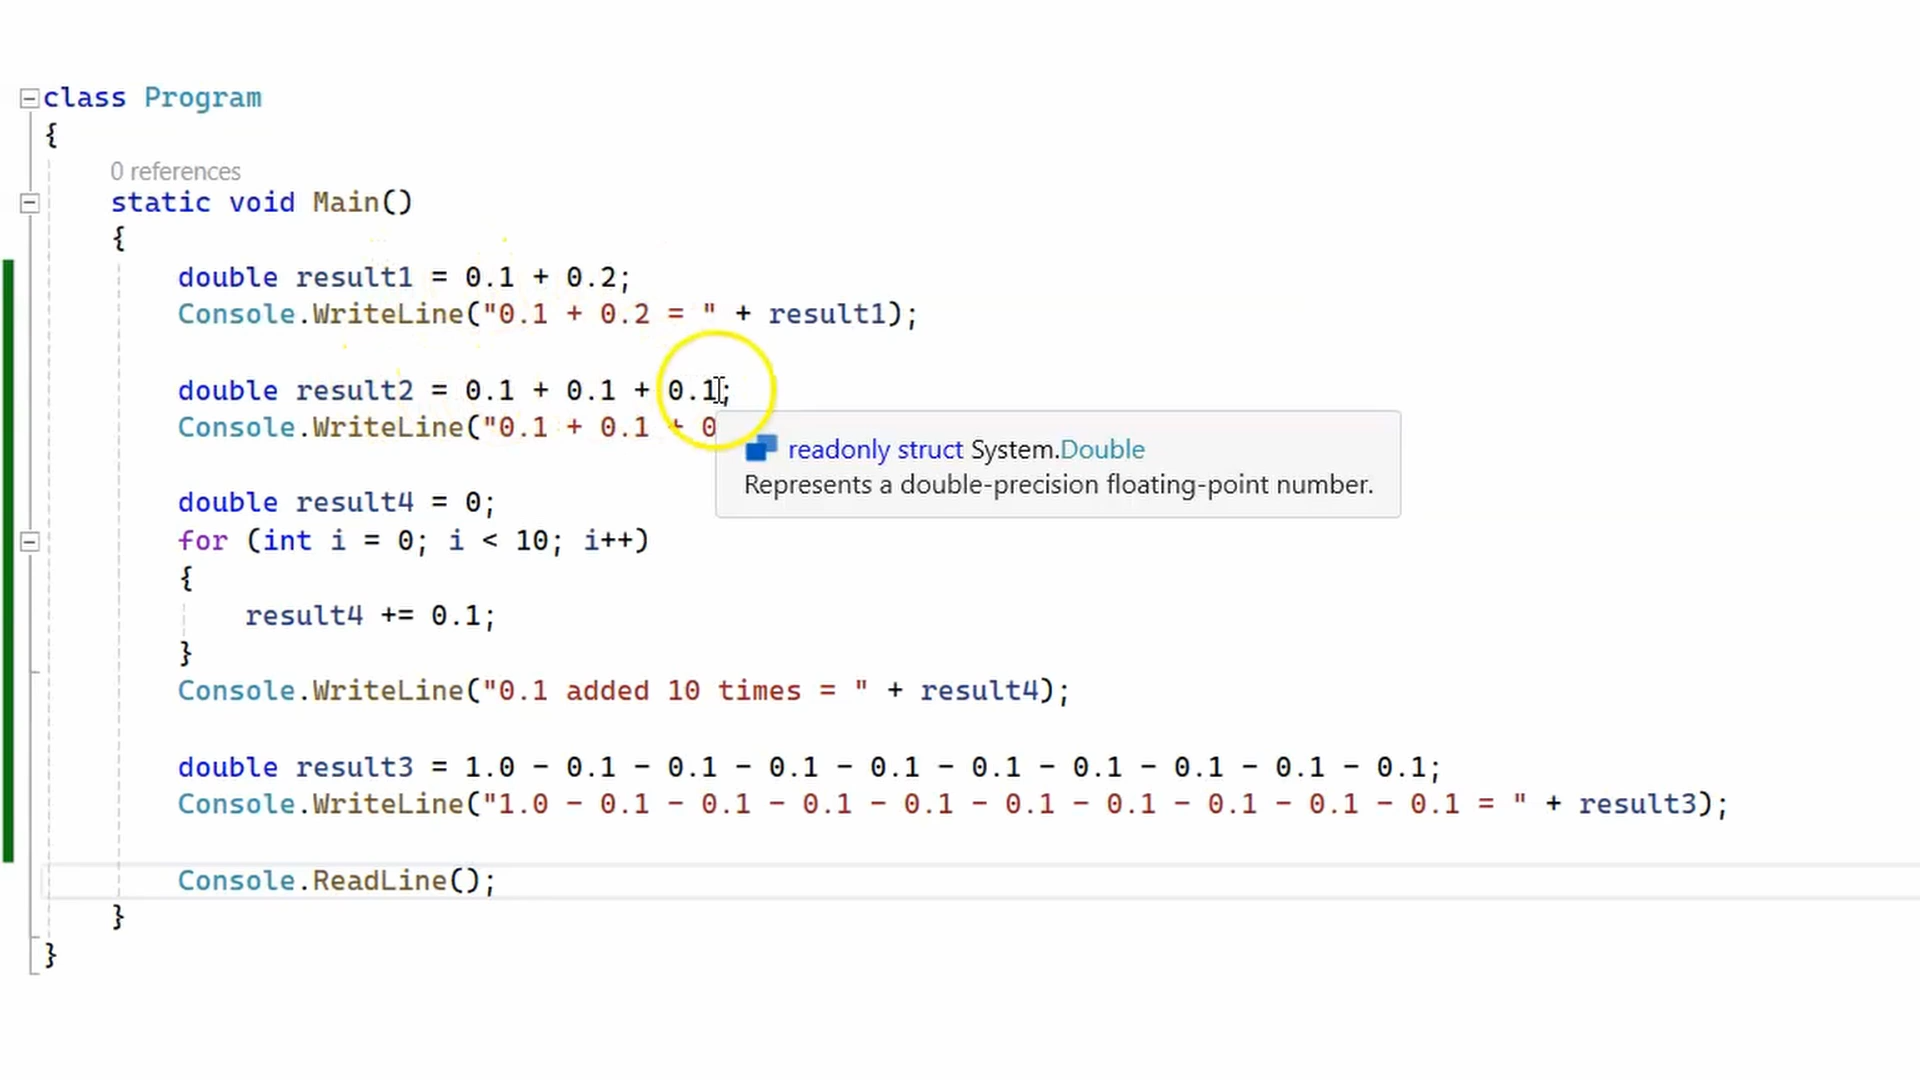 class Program
{
0 references
static void Main()
{
double result1 = 0.1 + 0.2;
Console.WriteLine("0.1 + 0.2 = " + result1);
double result2 = 0.1 + 0.1 + 0.1;
Console.WriteLine("0.1 + 0.1 + 0
readonly struct System.Double
Represents a double-precision floating-point number.
double result4 = 0;
for (int i = 0; i < 10; i++)
{
result4 += 0.1;
}
Console.WriteLine("0.1 added 10 times = " + result4);
double result3 = 1.0 - 0.1 - 0.1 - 0.1 - 0.1 - 0.1 - 0.1 - 0.1 - 0.1 - 0.1;
Console.WriteLine("1.0 - 0.1 - 0.1 - 0.1 - 0.1 - 0.1 - 0.1 - 0.1 - 0.1 - 0.1 = " + result3);
Console.ReadLine();
}
}